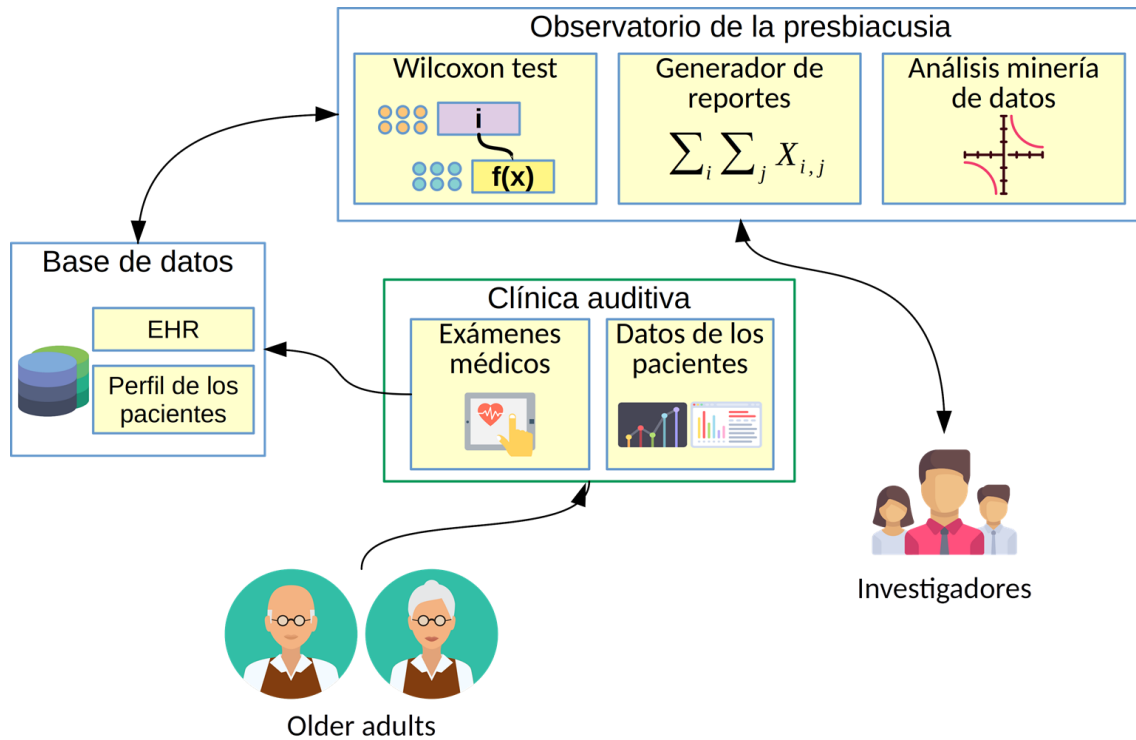 Observatorio de la presbiacusia
Wilcoxon test
i
f(x)
Generador de
reportes
∑i ∑j Xi,j
Análisis minería
de datos
Base de datos
EHR
Perfil de los
pacientes
Clínica auditiva
Exámenes
médicos
Datos de los
pacientes
Investigadores
Older adults